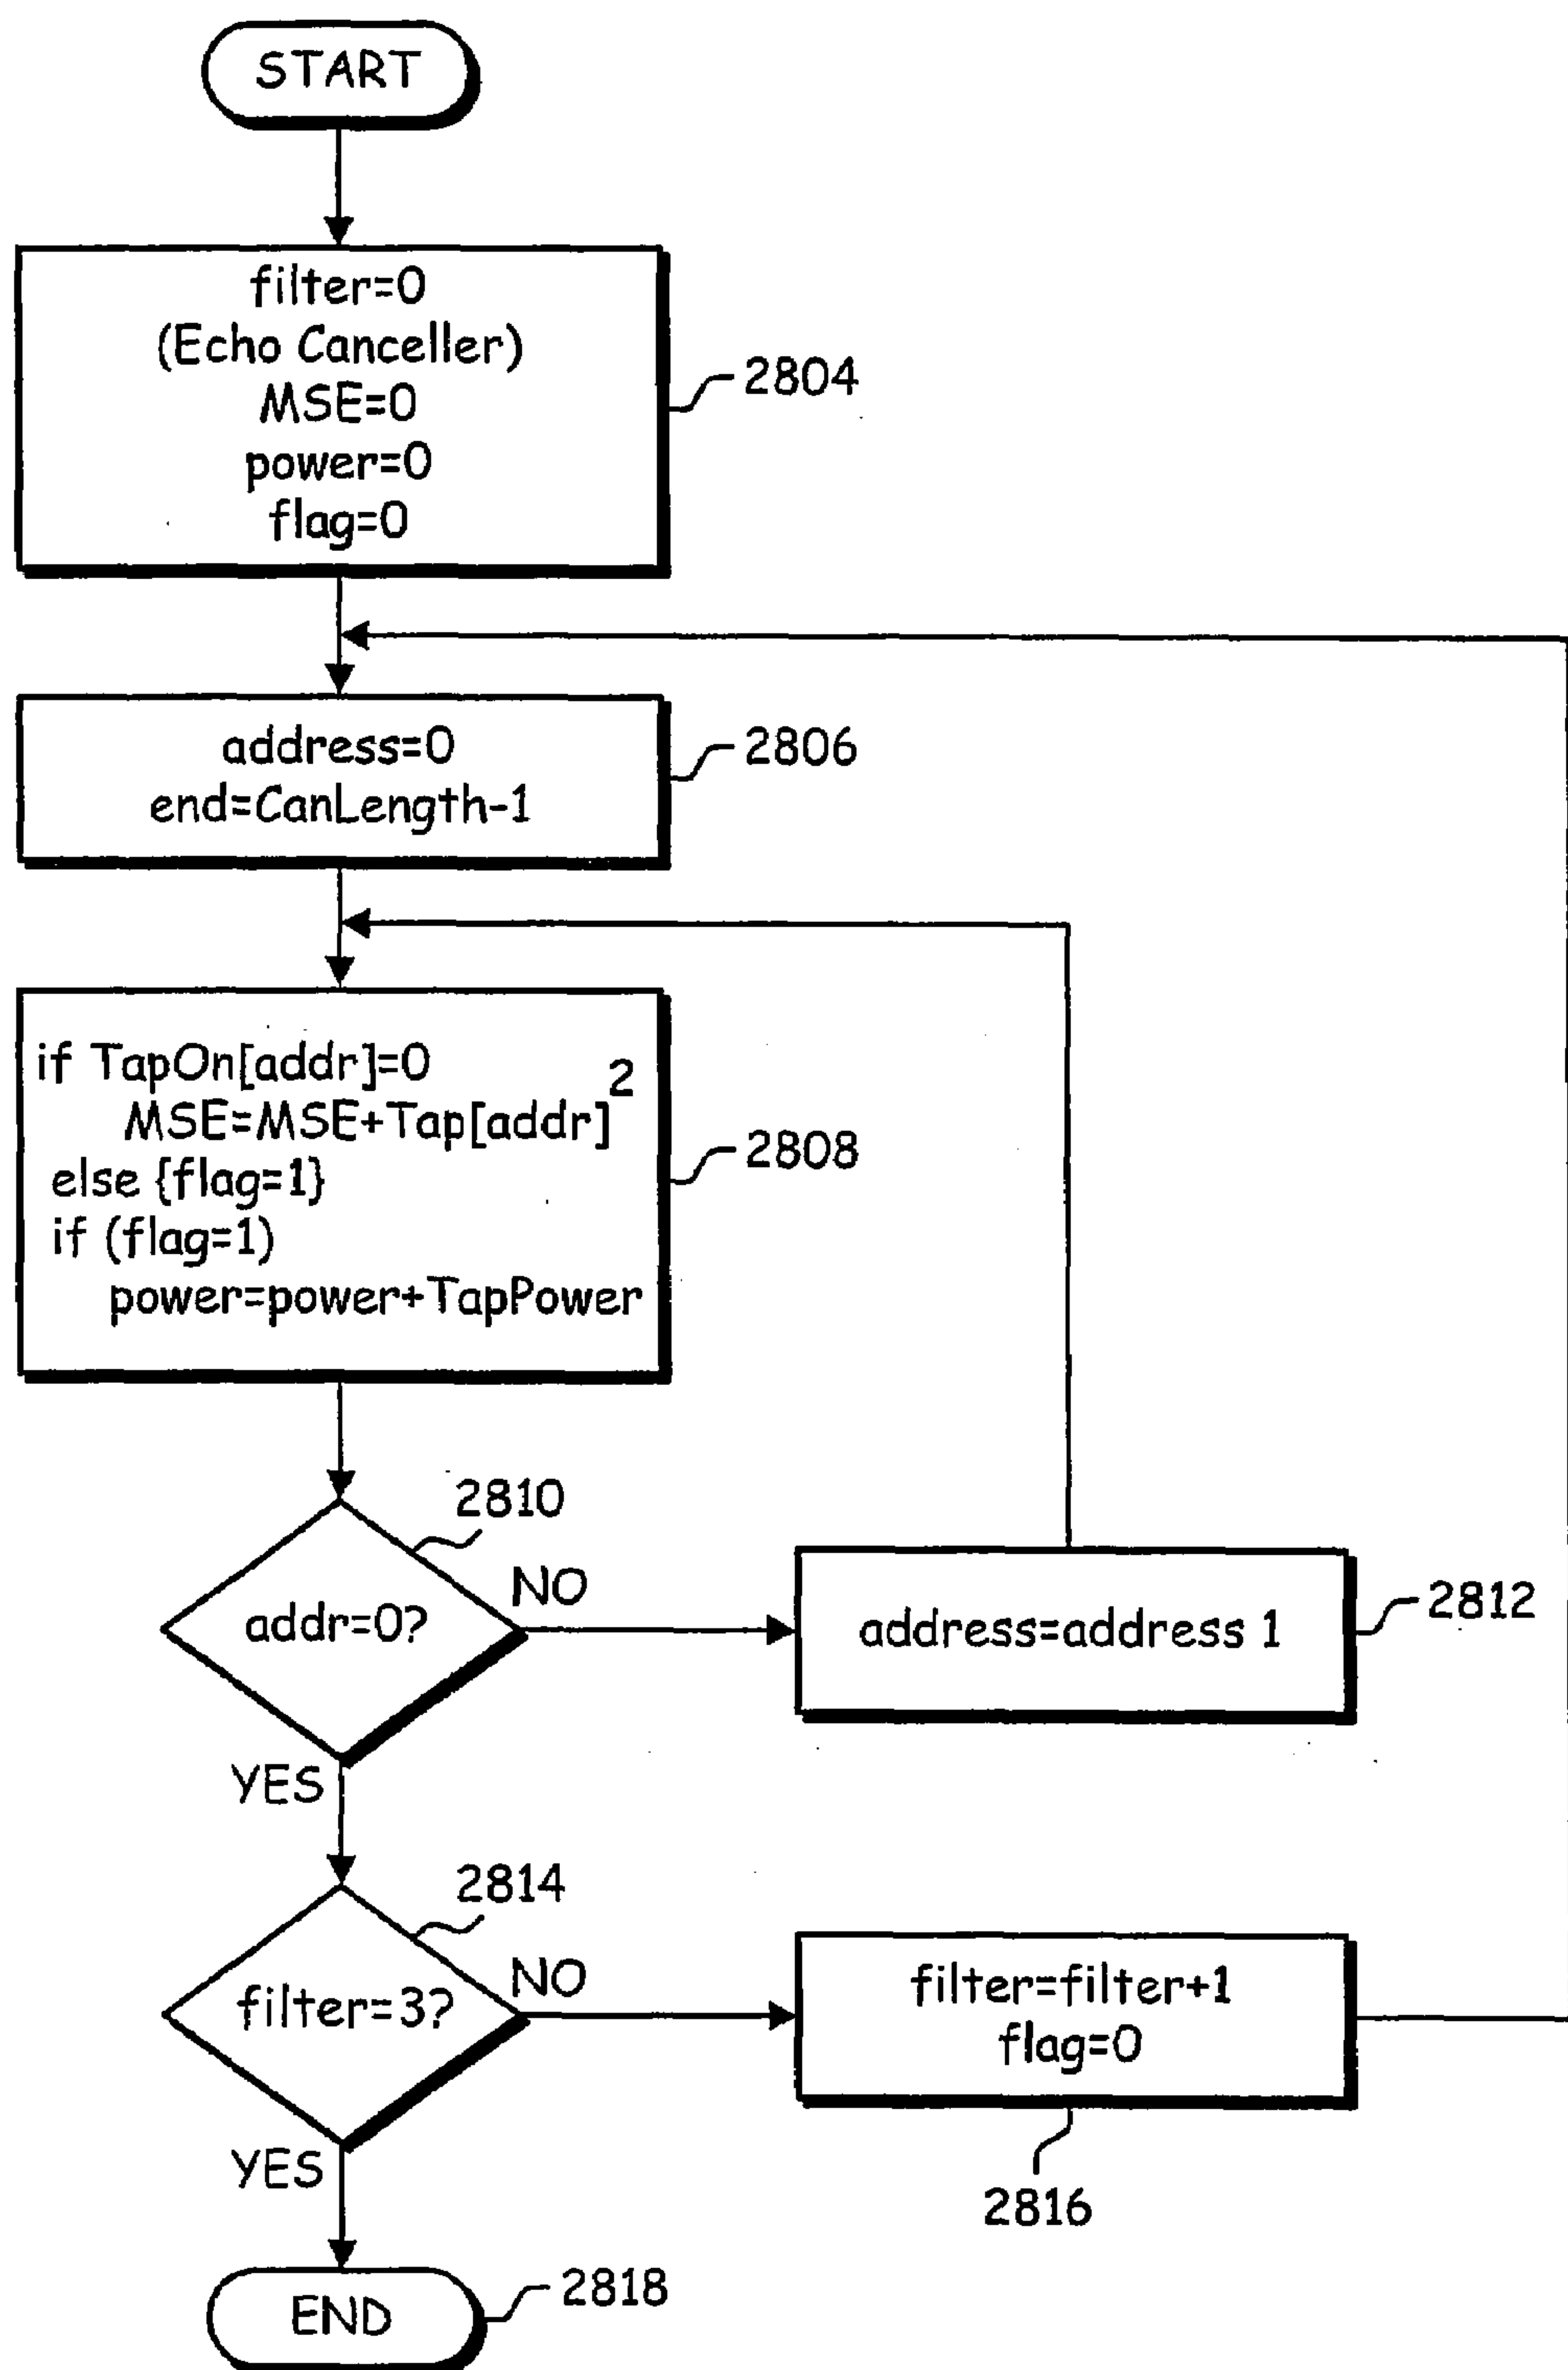 START
filter=0
(Echo Canceller)
MSE=0
power=0
flag=0
2804
address=0
end=CanLength-1
2806
if TapOn[addr]=0
MSE=MSE+Tap[addr]²
else {flag=1}
if (flag=1)
power=power+TapPower
2808
addr=0?
2810
NO
YES
address=address 1
2812
filter=3?
2814
NO
YES
filter=filter+1
flag=0
2816
END
2818